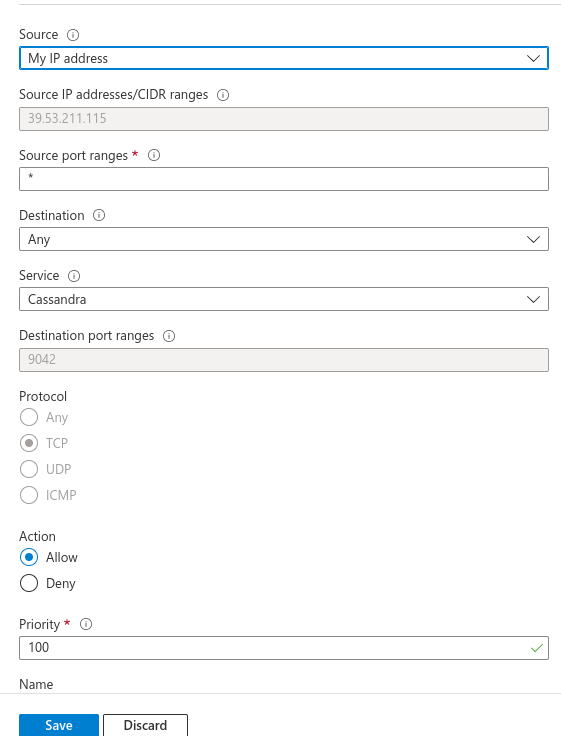 Source
My IP address
Source IP addresses/CIDR ranges
39.53.211.115
Source port ranges *
*
Destination
Any
Service
Cassandra
Destination port ranges
9042
Protocol
Any
TCP
UDP
ICMP
Action
Allow
Deny
Priority *
100
Name
Save Discard